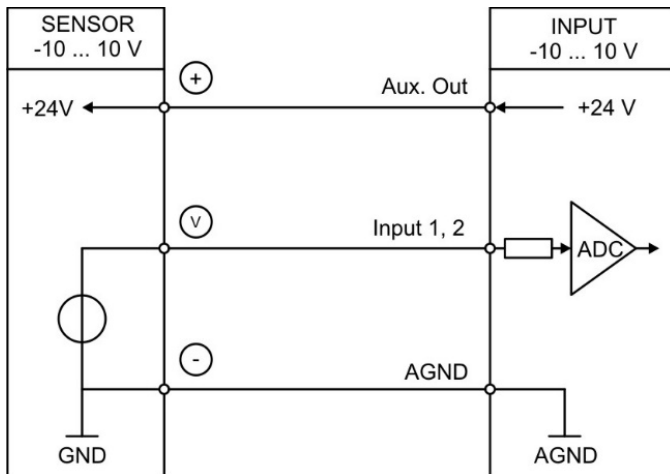 SENSOR
-10 ... 10 V
INPUT
-10 ... 10 V
+
Aux. Out
+24V
+24 V
V
Input 1, 2
ADC
-
AGND
GND
AGND